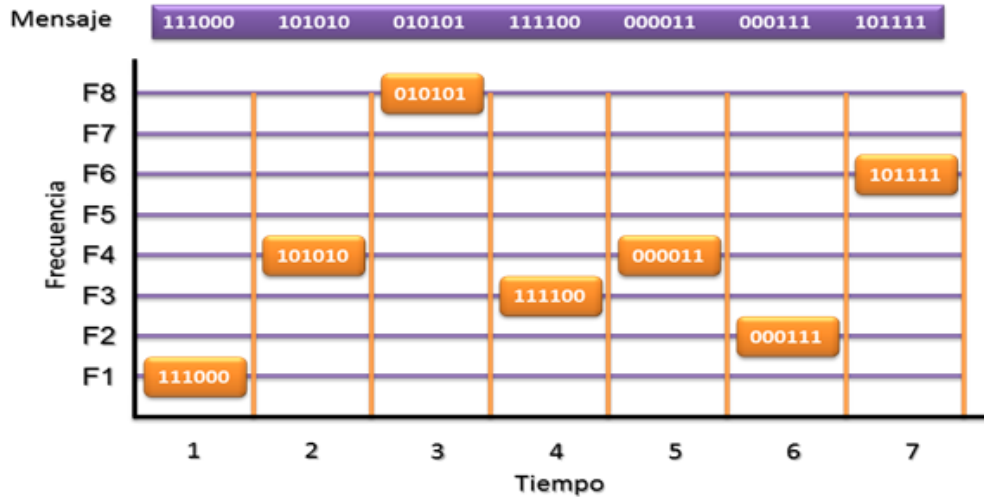 Mensaje 111000 101010 010101 111100 000011 000111 101111
F8 010101
F7
F6 101111
F5
F4 101010 000011
F3 111100
F2 000111
F1 111000
Frecuencia
1 2 3 4 5 6 7
Tiempo